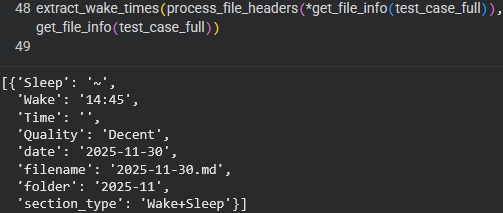 48 extract_wake_times(process_file_headers(*get_file_info(test_case_full)),
get_file_info(test_case_full))
49
[{'Sleep': '~',
'Wake': '14:45',
'Time': '',
'Quality': 'Decent',
'date': '2025-11-30',
'filename': '2025-11-30.md',
'folder': '2025-11',
'section_type': 'Wake+Sleep'}]